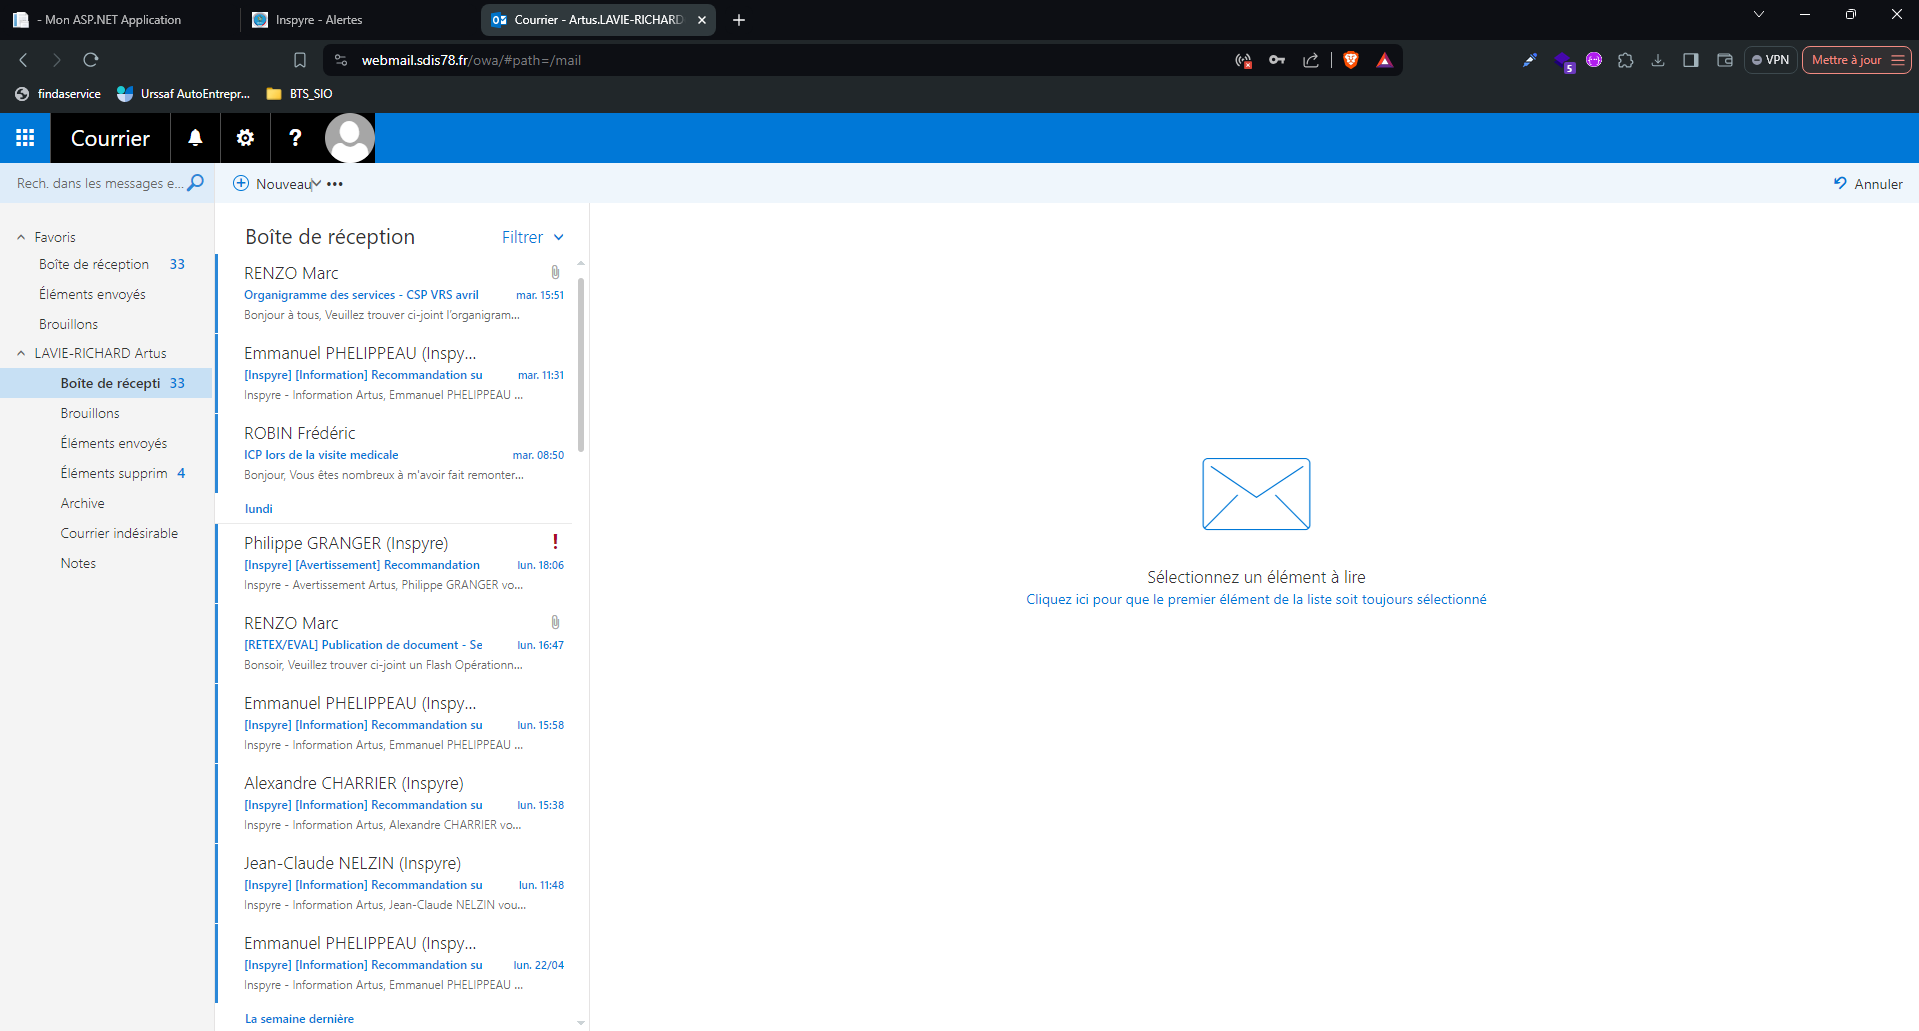 - Mon ASP.NET Application
Inspyre - Alertes
Courrier - Artus.LAVIE-RICHARD
webmail.sdis78.fr/owa/#path=/mail
5
VPN
Mettre à jour
findaservice
Urssaf AutoEntrepr...
BTS_SIO
Courrier
?
Rech. dans les messages e...
Nouveau
Annuler
Favoris
Boîte de réception 33
Éléments envoyés
Brouillons
LAVIE-RICHARD Artus
Boîte de récepti 33
Brouillons
Éléments envoyés
Éléments supprim 4
Archive
Courrier indésirable
Notes
Boîte de réception
Filtrer
RENZO Marc
Organigramme des services - CSP VRS avril mar. 15:51
Bonjour à tous, Veuillez trouver ci-joint l'organigram...
Emmanuel PHELIPPEAU (Inspy...
[Inspyre] [Information] Recommandation su mar. 11:31
Inspyre - Information Artus, Emmanuel PHELIPPEAU ...
ROBIN Frédéric
ICP lors de la visite medicale mar. 08:50
Bonjour, Vous êtes nombreux à m'avoir fait remonter...
lundi
Philippe GRANGER (Inspyre) !
[Inspyre] [Avertissement] Recommandation lun. 18:06
Inspyre - Avertissement Artus, Philippe GRANGER vo...
RENZO Marc
[RETEX/EVAL] Publication de document - Se lun. 16:47
Bonsoir, Veuillez trouver ci-joint un Flash Opérationn...
Emmanuel PHELIPPEAU (Inspy...
[Inspyre] [Information] Recommandation su lun. 15:58
Inspyre - Information Artus, Emmanuel PHELIPPEAU ...
Alexandre CHARRIER (Inspyre)
[Inspyre] [Information] Recommandation su lun. 15:38
Inspyre - Information Artus, Alexandre CHARRIER vo...
Jean-Claude NELZIN (Inspyre)
[Inspyre] [Information] Recommandation su lun. 11:48
Inspyre - Information Artus, Jean-Claude NELZIN vou...
Emmanuel PHELIPPEAU (Inspy...
[Inspyre] [Information] Recommandation su lun. 22/04
Inspyre - Information Artus, Emmanuel PHELIPPEAU ...
La semaine dernière
Sélectionnez un élément à lire
Cliquez ici pour que le premier élément de la liste soit toujours sélectionné